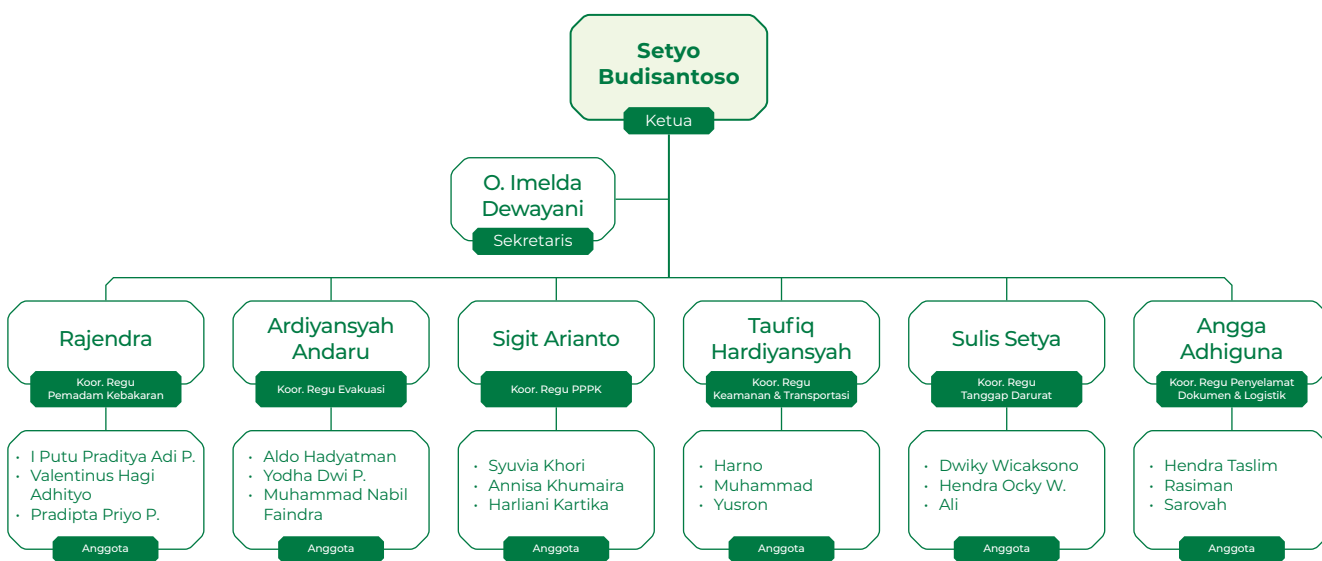 Setyo
Budisantoso
Ketua
O. Imelda
Dewayani
Sekretaris
Rajendra
Koor. Regu
Pemadam Kebakaran
• I Putu Praditya Adi P.
• Valentinus Hagi
Adhityo
• Pradipta Priyo P.
Anggota
Ardiyansyah
Andaru
Koor. Regu Evakuasi
• Aldo Hadyatman
• Yodha Dwi P.
• Muhammad Nabil
Faindra
Anggota
Sigit Arianto
Koor. Regu PPPK
• Syuvia Khori
• Annisa Khumaira
• Harliani Kartika
Anggota
Taufiq
Hardiyansyah
Koor. Regu
Keamanan & Transportasi
• Harno
• Muhammad
• Yusron
Anggota
Sulis Setya
Koor. Regu
Tanggap Darurat
• Dwiky Wicaksono
• Hendra Ocky W.
• Ali
Anggota
Angga
Adhiguna
Koor. Regu Penyelamat
Dokumen & Logistik
• Hendra Taslim
• Rasiman
• Sarovah
Anggota